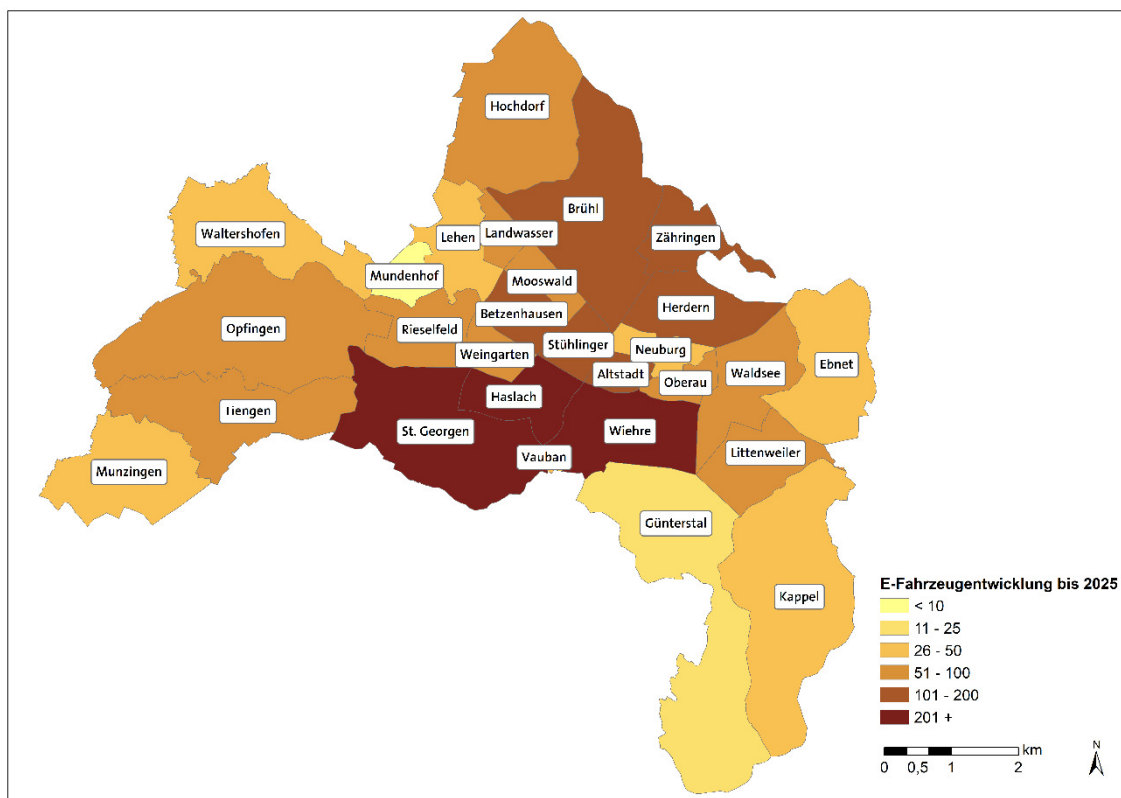 Hochdorf
Brühl
Waltershofen
Lehen
Landwasser
Zähringen
Mundenhof
Mooswald
Herdern
Betzenhausen
Opfingen
Rieselfeld
Stühlinger
Neuburg
Weingarten
Ebnet
Altstadt
Waldsee
Oberau
Haslach
Tiengen
St. Georgen
Wiehre
Littenweiler
Vauban
Munzingen
Günterstal
Kappel
E-Fahrzeugentwicklung bis 2025
< 10
11 - 25
26 - 50
51 - 100
101 - 200
201 +
km
0 0,5 1 2
N